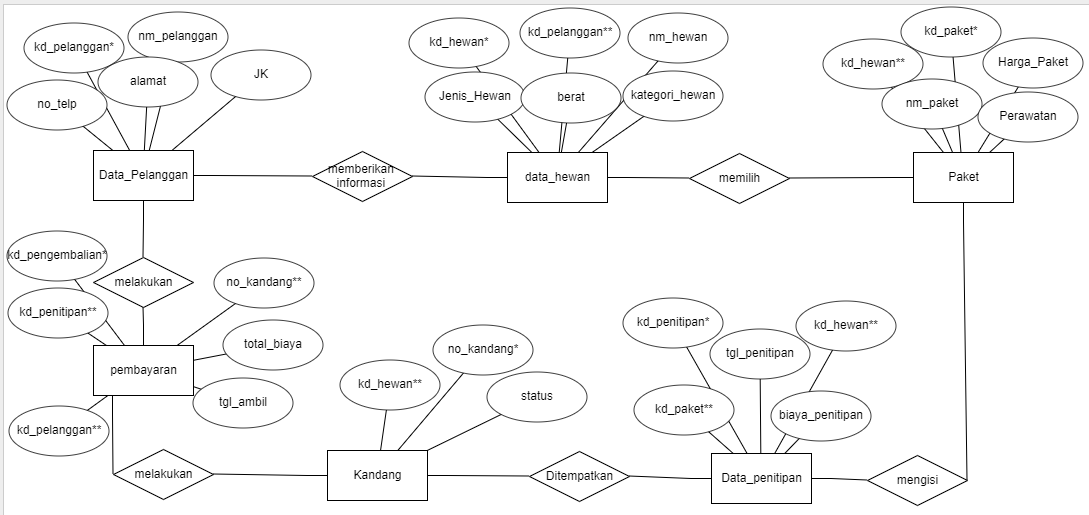 kd_pelanggan*
nm_pelanggan
alamat
JK
no_telp
Data_Pelanggan
memberikan
informasi
kd_hewan*
kd_pelanggan**
nm_hewan
Jenis_Hewan
berat
kategori_hewan
data_hewan
memilih
kd_paket*
kd_hewan**
Harga_Paket
nm_paket
Perawatan
Paket
melakukan
kd_pengembalian*
kd_penitipan**
no_kandang**
total_biaya
tgl_ambil
kd_pelanggan**
pembayaran
melakukan
kd_hewan**
no_kandang*
status
Kandang
Ditempatkan
kd_penitipan*
tgl_penitipan
kd_hewan**
kd_paket**
biaya_penitipan
Data_penitipan
mengisi